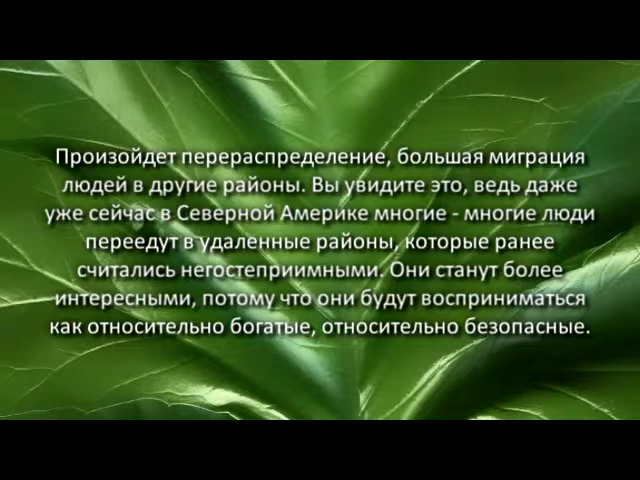 Произойдет перераспределение, большая миграция
людей в другие районы. Вы увидите это, ведь даже
уже сейчас в Северной Америке многие - многие люди
переедут в удаленные районы, которые ранее
считались негостеприимными. Они станут более
интересными, потому что они будут восприниматься
как относительно богатые, относительно безопасные.